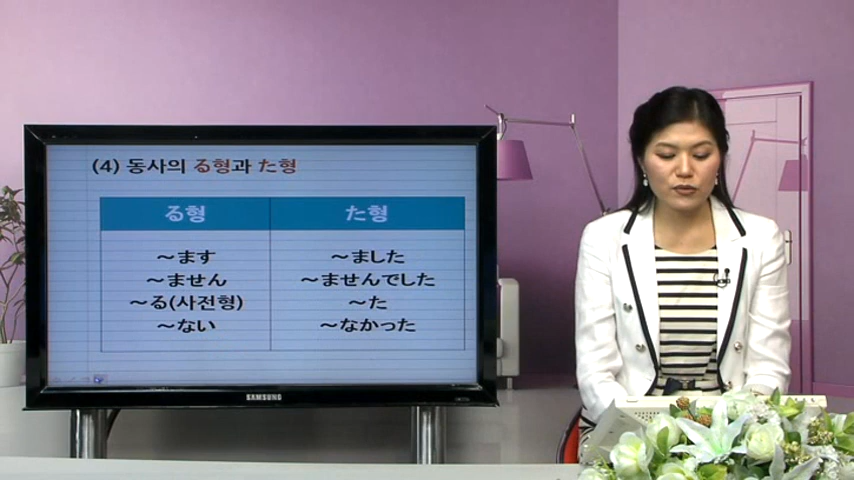 (4) 동사의 る형과 た형
る형 た형
~ます ~ました
~ません ~ませんでした
~る(사전형) ~た
~ない ~なかった
SAMSUNG